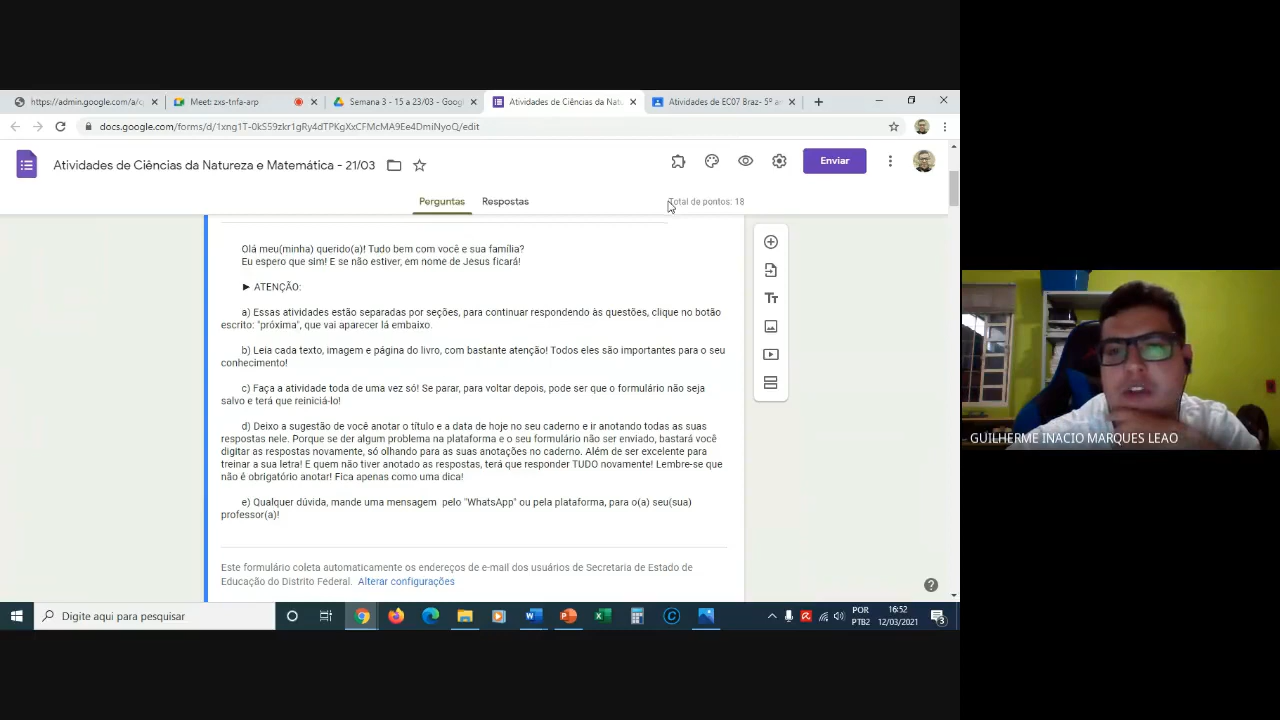 https://admin.google.com/a/c
Meet: zxs-tnfa-arp
Semana 3 - 15 a 23/03 - Googl
Atividades de Ciências da Natu
Atividades de EC07 Braz- 5º a
docs.google.com/forms/d/1xng1T-0kS59zkr1gRy4dTPKgXxCFMcMA9Ee4DmiNyoQ/edit
Atividades de Ciências da Natureza e Matemática - 21/03
Enviar
Perguntas
Respostas
Total de pontos: 18
Olá meu(minha) querido(a)! Tudo bem com você e sua família?
Eu espero que sim! E se não estiver, em nome de Jesus ficará!
► ATENÇÃO:
a) Essas atividades estão separadas por seções, para continuar respondendo às questões, clique no botão
escrito: "próxima", que vai aparecer lá embaixo.
b) Leia cada texto, imagem e página do livro, com bastante atenção! Todos eles são importantes para o seu
conhecimento!
c) Faça a atividade toda de uma vez só! Se parar, para voltar depois, pode ser que o formulário não seja
salvo e terá que reiniciá-lo!
d) Deixo a sugestão de você anotar o título e a data de hoje no seu caderno e ir anotando todas as suas
respostas nele. Porque se der algum problema na plataforma e o seu formulário não ser enviado, bastará você
digitar as respostas novamente, só olhando para as suas anotações no caderno. Além de ser excelente para
treinar a sua letra! E quem não tiver anotado as respostas, terá que responder TUDO novamente! Lembre-se que
não é obrigatório anotar! Fica apenas como uma dica!
e) Qualquer dúvida, mande uma mensagem  pelo "WhatsApp" ou pela plataforma, para o(a) seu(sua)
professor(a)!
Este formulário coleta automaticamente os endereços de e-mail dos usuários de Secretaria de Estado de
Educação do Distrito Federal. Alterar configurações
GUILHERME INACIO MARQUES LEAO
Digite aqui para pesquisar
POR
PTB2
16:52
12/03/2021
3